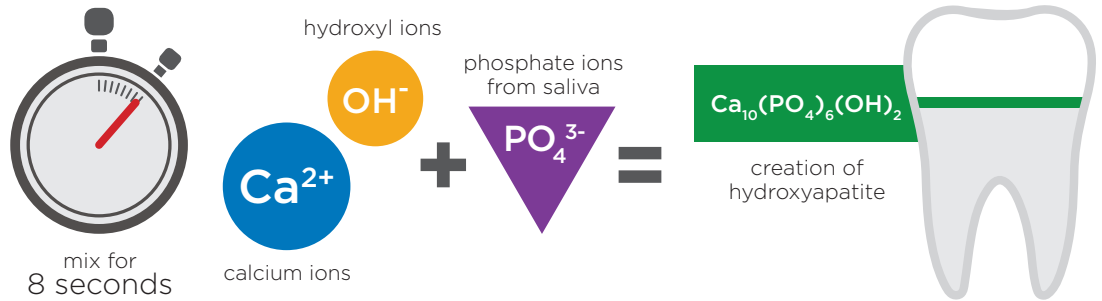 mix for
8 seconds
hydroxyl ions
OH⁻
Ca²⁺
calcium ions
+
phosphate ions
from saliva
PO₄³⁻
=
Ca₁₀(PO₄)₆(OH)₂
creation of
hydroxyapatite